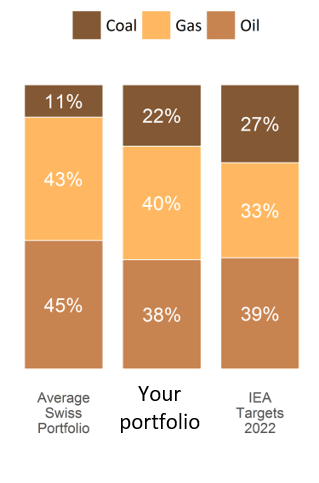 Coal Gas Oil
11% 22% 27%
43% 40% 33%
45% 38% 39%
Average
Swiss
Portfolio
Your
portfolio
IEA
Targets
2022